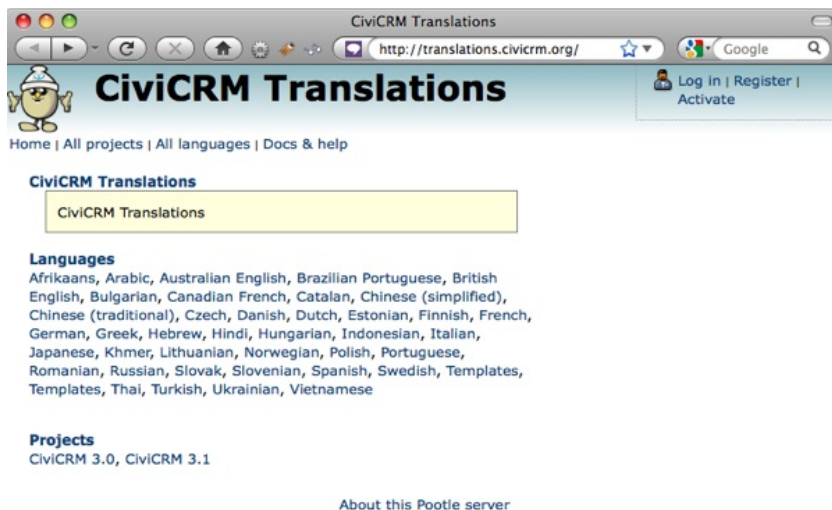 CiviCRM Translations
http://translations.civicrm.org/
Google
CiviCRM Translations
Log in | Register |
Activate
Home | All projects | All languages | Docs & help
CiviCRM Translations
CiviCRM Translations
Languages
Afrikaans, Arabic, Australian English, Brazilian Portuguese, British
English, Bulgarian, Canadian French, Catalan, Chinese (simplified),
Chinese (traditional), Czech, Danish, Dutch, Estonian, Finnish, French,
German, Greek, Hebrew, Hindi, Hungarian, Indonesian, Italian,
Japanese, Khmer, Lithuanian, Norwegian, Polish, Portuguese,
Romanian, Russian, Slovak, Slovenian, Spanish, Swedish, Templates,
Templates, Thai, Turkish, Ukrainian, Vietnamese
Projects
CiviCRM 3.0, CiviCRM 3.1
About this Pootle server